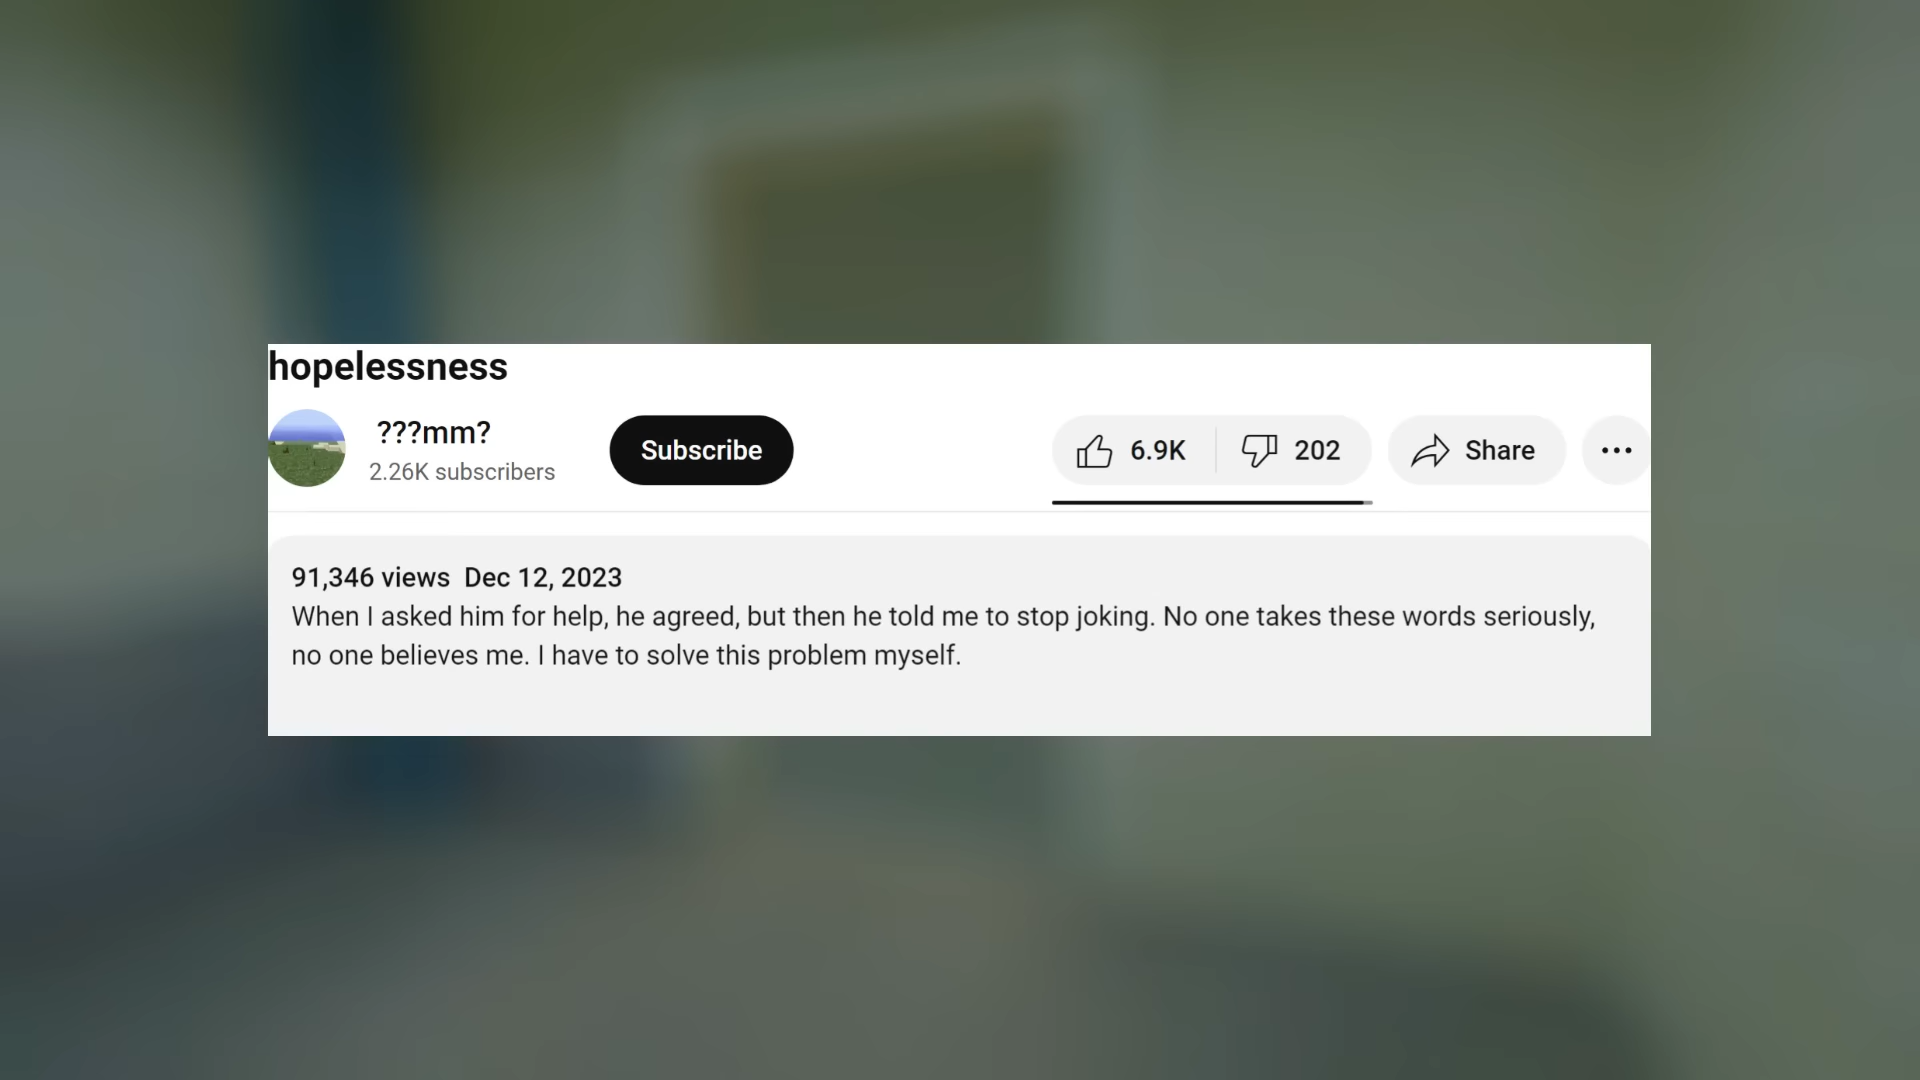 hopelessness
???mm?
2.26K subscribers
Subscribe
6.9K
202
Share
91,346 views Dec 12, 2023
When I asked him for help, he agreed, but then he told me to stop joking. No one takes these words seriously,
no one believes me. I have to solve this problem myself.